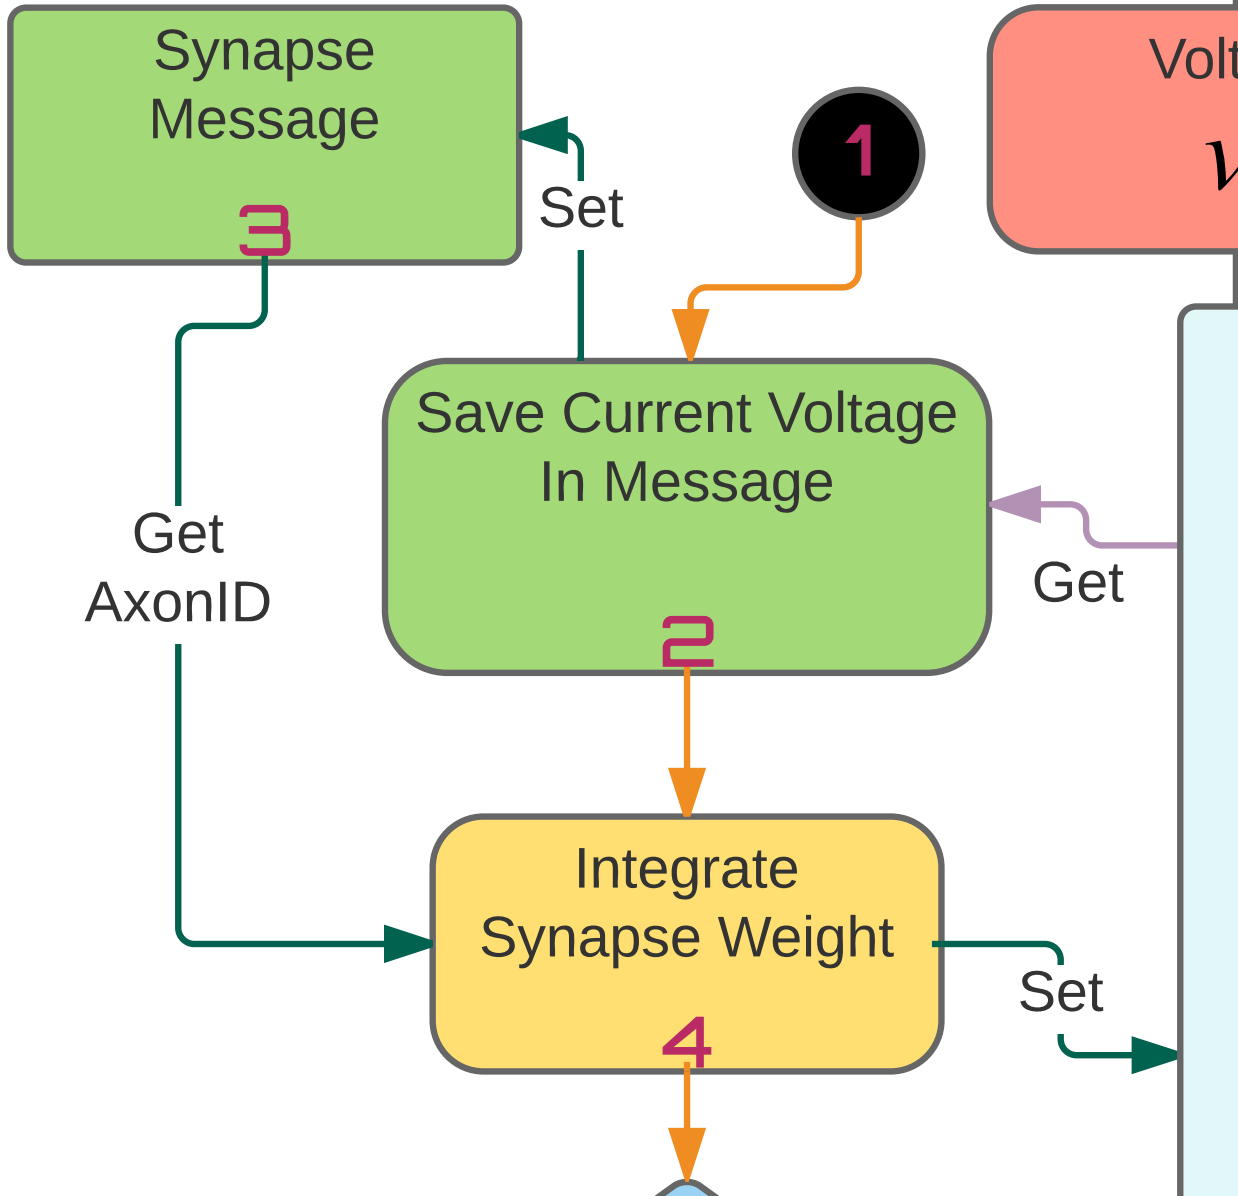 Synapse
Message
3
Set
1
V
Save Current Voltage
In Message
2
Get
Get
AxonID
Integrate
Synapse Weight
4
Set